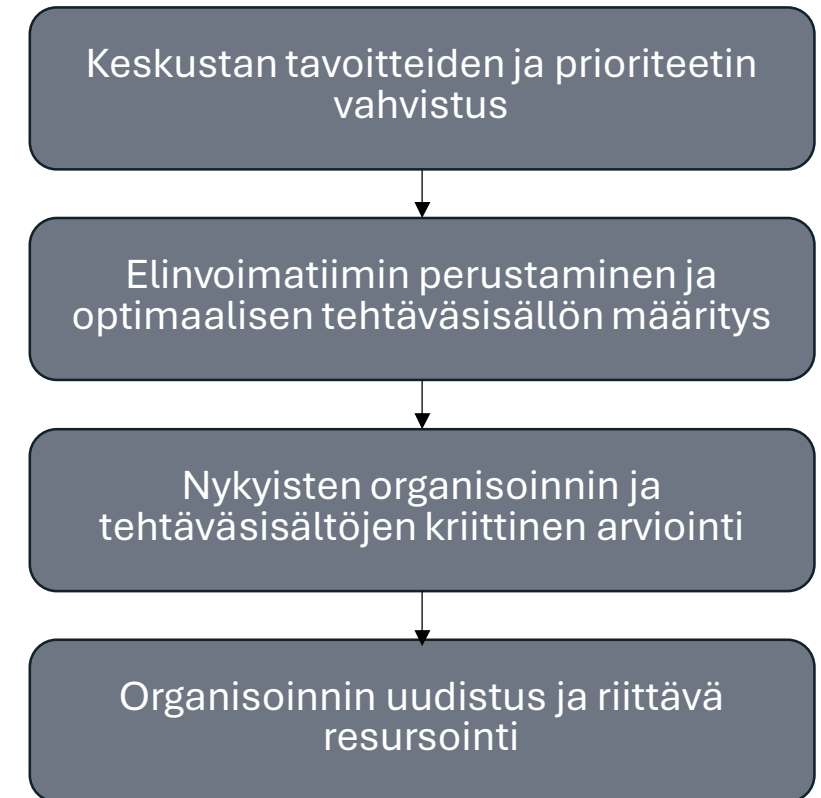 Keskustan tavoitteiden ja prioriteetin
vahvistus
Elinvoimatiimin perustaminen ja
optimaalisen tehtäväsisällön määritys
Nykyisten organisoinnin ja
tehtäväsisältöjen kriittinen arviointi
Organisoinnin uudistus ja riittävä
resursointi